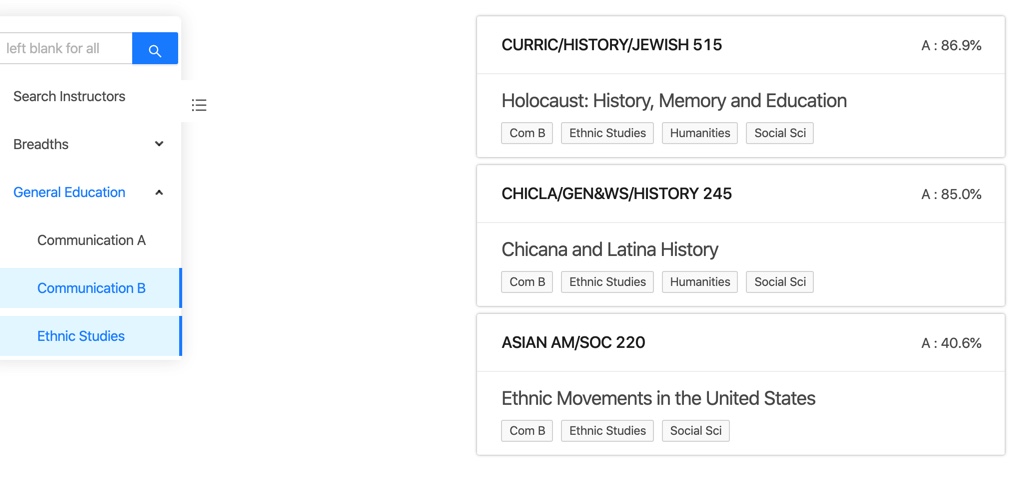 left blank for all
Search Instructors
Breadths
General Education
Communication A
Communication B
Ethnic Studies
CURRIC/HISTORY/JEWISH 515 A : 86.9%
Holocaust: History, Memory and Education
Com B Ethnic Studies Humanities Social Sci
CHICLA/GEN&WS/HISTORY 245 A : 85.0%
Chicana and Latina History
Com B Ethnic Studies Humanities Social Sci
ASIAN AM/SOC 220 A : 40.6%
Ethnic Movements in the United States
Com B Ethnic Studies Social Sci